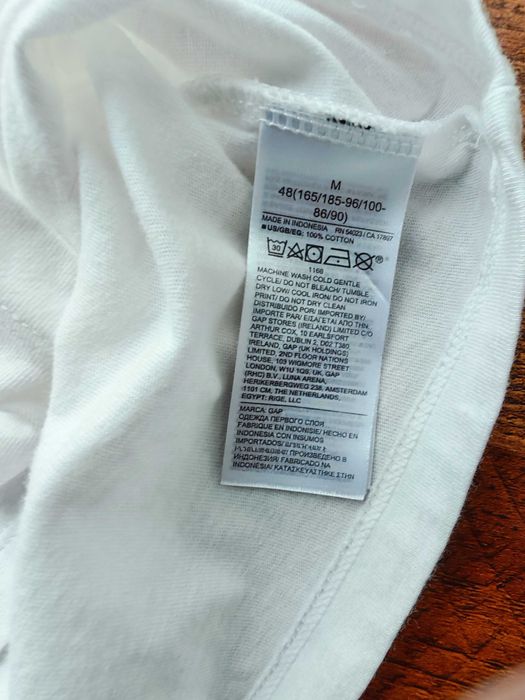 M
48(165/185-96/100-
86/90)
MADE IN INDONESIA RN 54023 / CA 17897
US/GB/EG: 100% COTTON
30
1168
MACHINE WASH COLD GENTLE
CYCLE/ DO NOT BLEACH/ TUMBLE
DRY LOW/ COOL IRON/ DO NOT IRON
PRINT/ DO NOT DRY CLEAN
DISTRIBUIDO POR/ IMPORTED BY/
IMPORTE PAR/ ΕΙΣΑΓΕΤΑΙ ΑΠΟ ΤΗΝ
GAP STORES (IRELAND) LIMITED C/O
ARTHUR COX, 10 EARLSFORT
TERRACE, DUBLIN 2, D02 T380
IRELAND, GAP (UK HOLDINGS)
LIMITED, 2ND FLOOR NATIONS
HOUSE, 103 WIGMORE STREET
LONDON, W1U 1QS, UK. GAP
(RHC) B.V., LUNA ARENA,
HERIKERBERGWEG 238, AMSTERDAM
1101 CM, THE NETHERLANDS,
EGYPT: RIGE, LLC
MARCA: GAP
ОДЕЖДА ПЕРВОГО СЛОЯ
FABRIQUE EN INDONISIE/ HECHO EN
INDONESIA CON INSUMOS
IMPORTADOS/ ПРОИЗВЕДЕНО В
ИНДОНЕЗИИ/ FABRICADO NA
INDONESIA/ ΚΑΤΑΣΚΕΥΑΣΤΗΚΕ ΣΤΗΝ